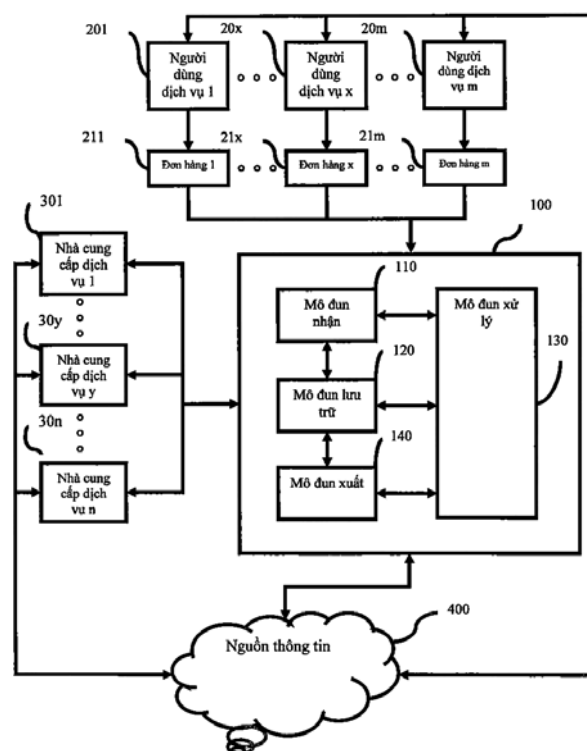 201
20x
20m
Người
dùng dịch
vụ 1
Người
dùng dịch
vụ x
Người
dùng dịch
vụ m
211
21x
21m
Đơn hàng 1
Đơn hàng x
Đơn hàng m
301
Nhà cung
cấp dịch
vụ 1
30y
Nhà cung
cấp dịch
vụ y
30n
Nhà cung
cấp dịch
vụ n
100
110
Mô đun
nhận
120
Mô đun lưu
trữ
140
Mô đun xuất
Mô đun xử
lý
130
400
Nguồn thông tin